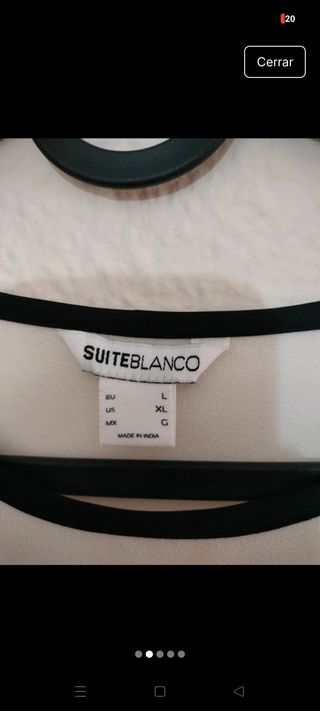 20
Cerrar
SUITEBLANCO
EU L
US XL
MX G
MADE IN INDIA